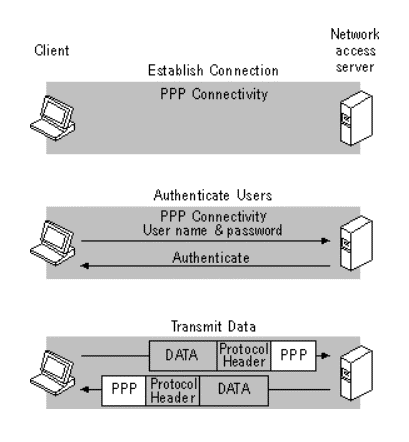 Client
Network
access
server
Establish Connection
PPP Connectivity
Authenticate Users
PPP Connectivity
User name & password
Authenticate
Transmit Data
DATA
Protocol
Header
PPP
PPP
Protocol
Header
DATA